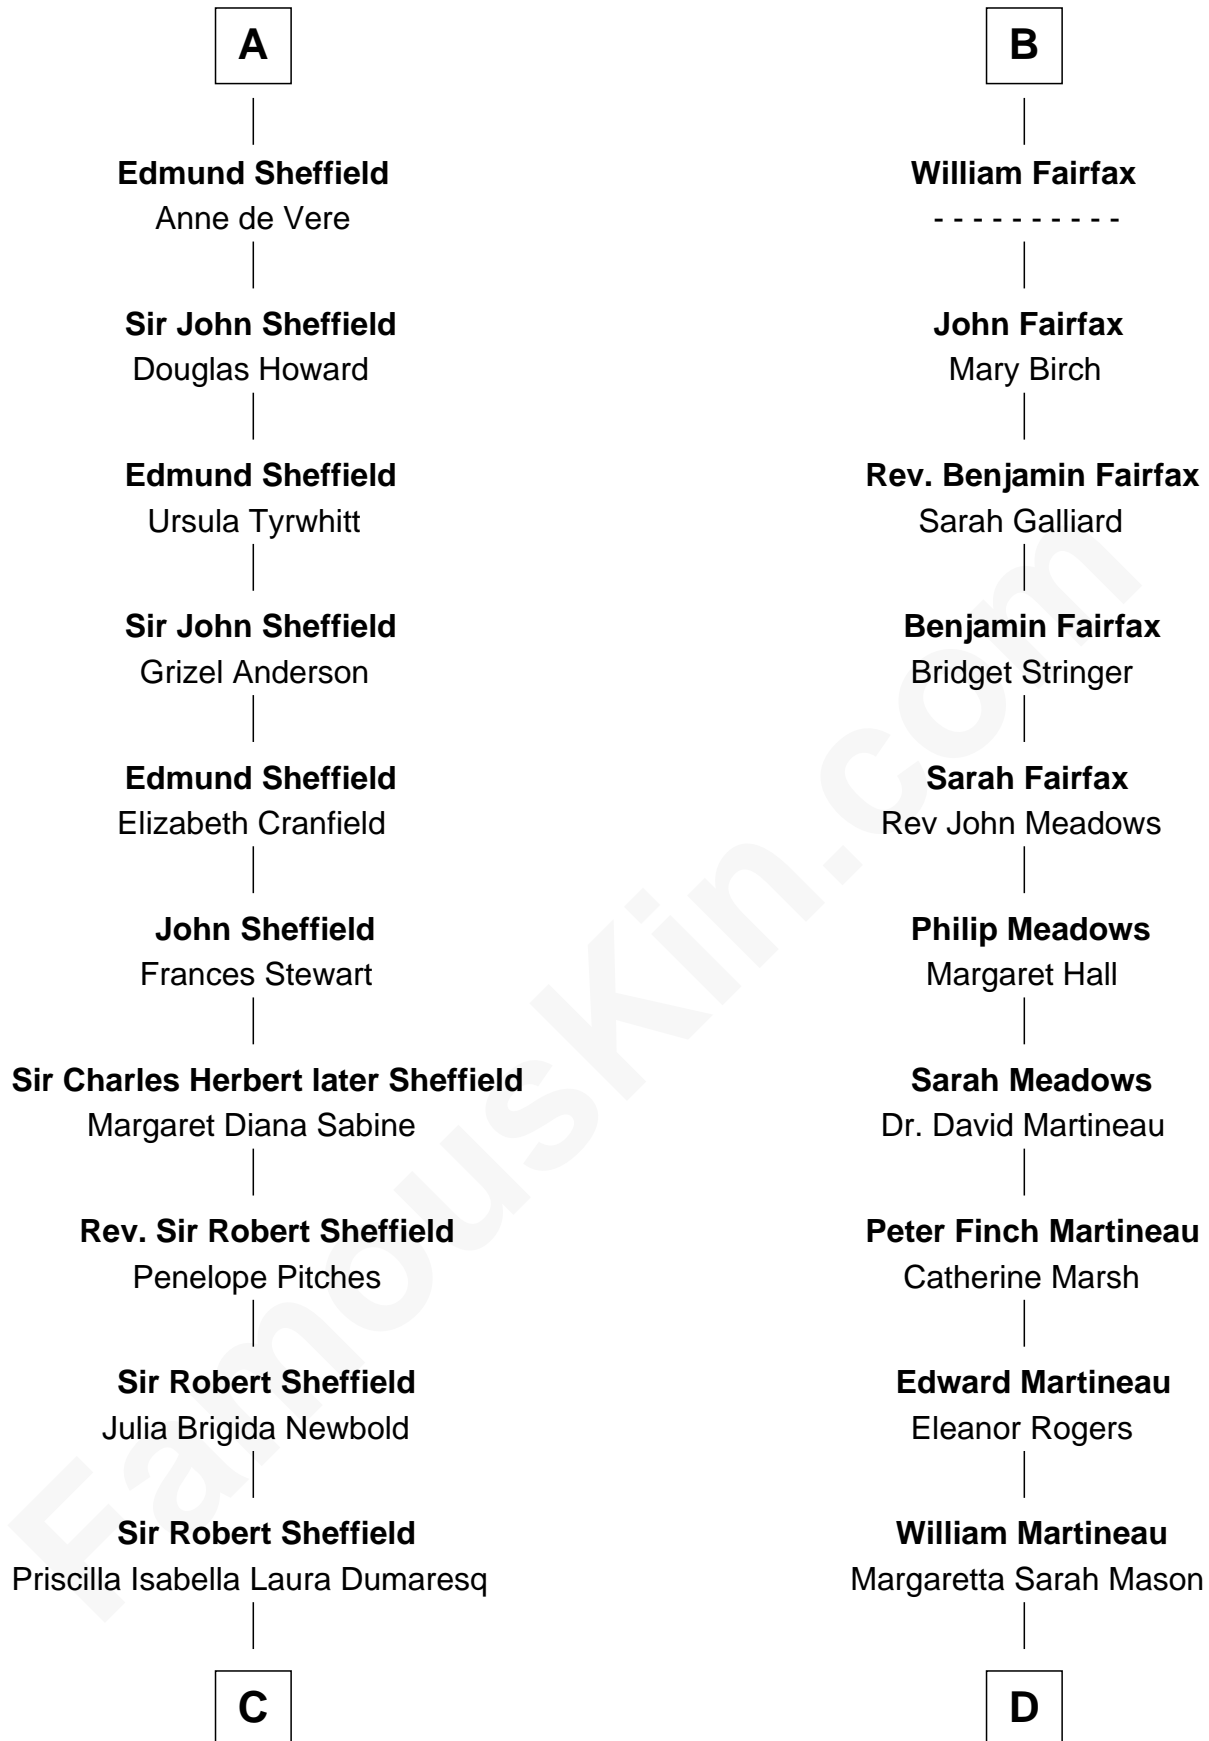 A
Edmund Sheffield
Anne de Vere
Sir John Sheffield
Douglas Howard
Edmund Sheffield
Ursula Tyrwhitt
Sir John Sheffield
Grizel Anderson
Edmund Sheffield
Elizabeth Cranfield
John Sheffield
Frances Stewart
Sir Charles Herbert later Sheffield
Margaret Diana Sabine
Rev. Sir Robert Sheffield
Penelope Pitches
Sir Robert Sheffield
Julia Brigida Newbold
Sir Robert Sheffield
Priscilla Isabella Laura Dumaresq
C
B
William Fairfax
- - - - - - - - - -
John Fairfax
Mary Birch
Rev. Benjamin Fairfax
Sarah Galliard
Benjamin Fairfax
Bridget Stringer
Sarah Fairfax
Rev John Meadows
Philip Meadows
Margaret Hall
Sarah Meadows
Dr. David Martineau
Peter Finch Martineau
Catherine Marsh
Edward Martineau
Eleanor Rogers
William Martineau
Margaretta Sarah Mason
D
FamousKin.com